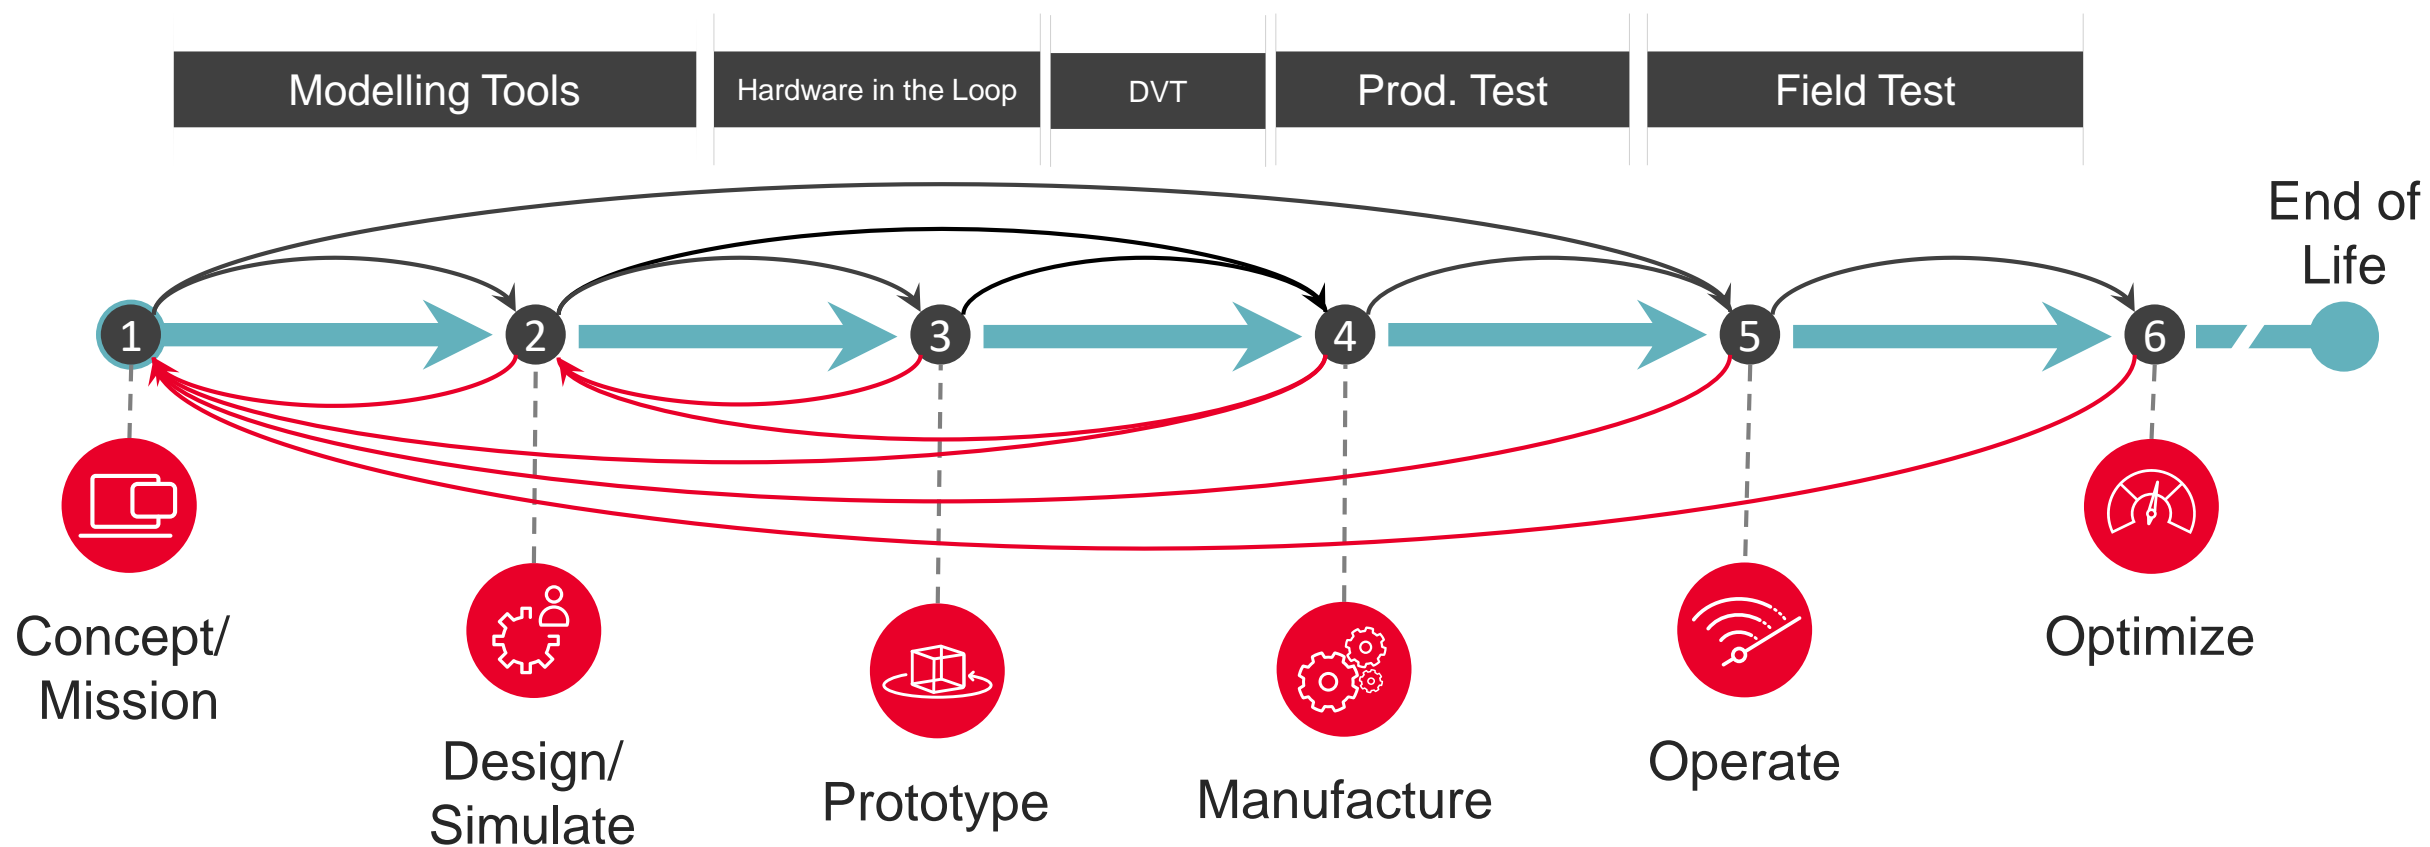 Modelling Tools
Hardware in the Loop
DVT
Prod. Test
Field Test
End of
Life
1
2
3
4
5
6
Concept/
Mission
Design/
Simulate
Prototype
Manufacture
Operate
Optimize